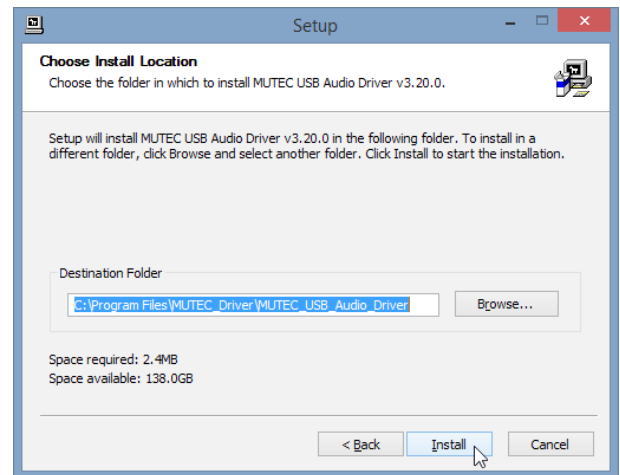 Setup
Choose Install Location
Choose the folder in which to install MUTEC USB Audio Driver v3.20.0.
Setup will install MUTEC USB Audio Driver v3.20.0 in the following folder. To install in a
different folder, click Browse and select another folder. Click Install to start the installation.
Destination Folder
C:\Program Files\MUTEC_Driver\MUTEC_USB_Audio_Driver
Browse...
Space required: 2.4MB
Space available: 138.0GB
< Back
Install
Cancel